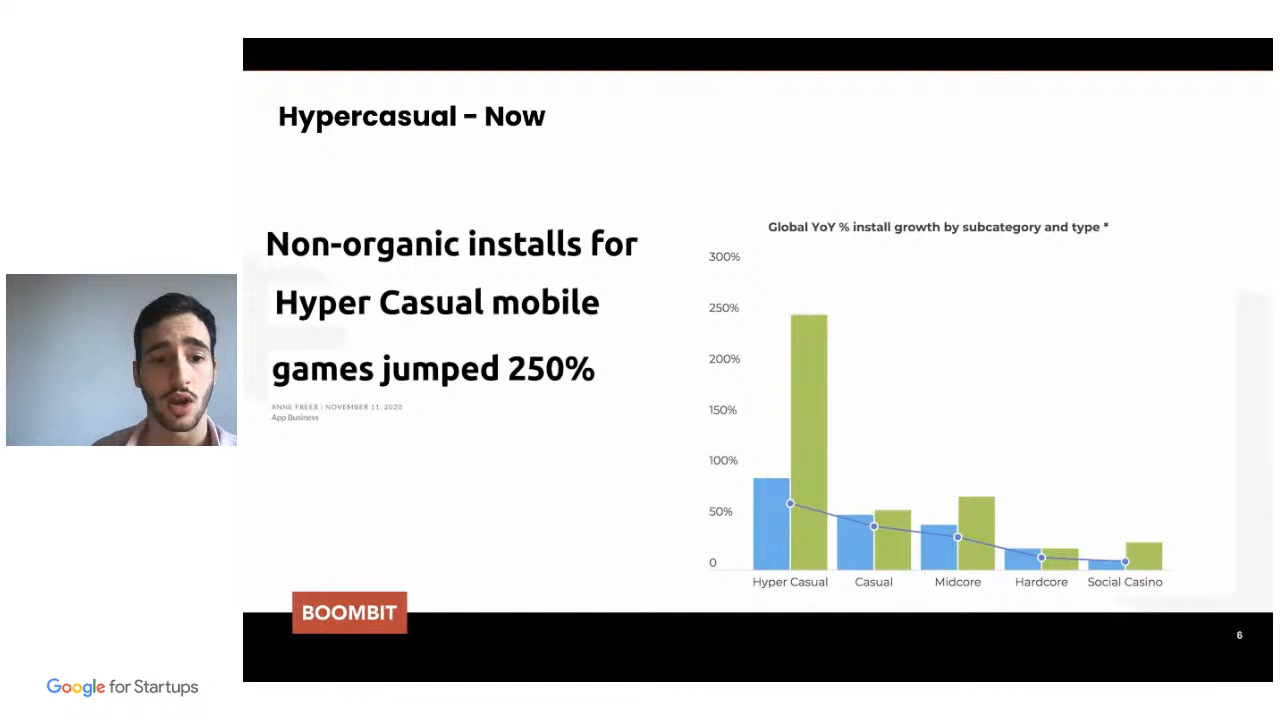 Hypercasual - Now
Non-organic installs for
Hyper Casual mobile
games jumped 250%
ANNE FREER | NOVEMBER 11, 2020
App Business
Global YoY % install growth by subcategory and type *
300%
250%
200%
150%
100%
50%
0
Hyper Casual Casual Midcore Hardcore Social Casino
BOOMBIT
6
Google for Startups